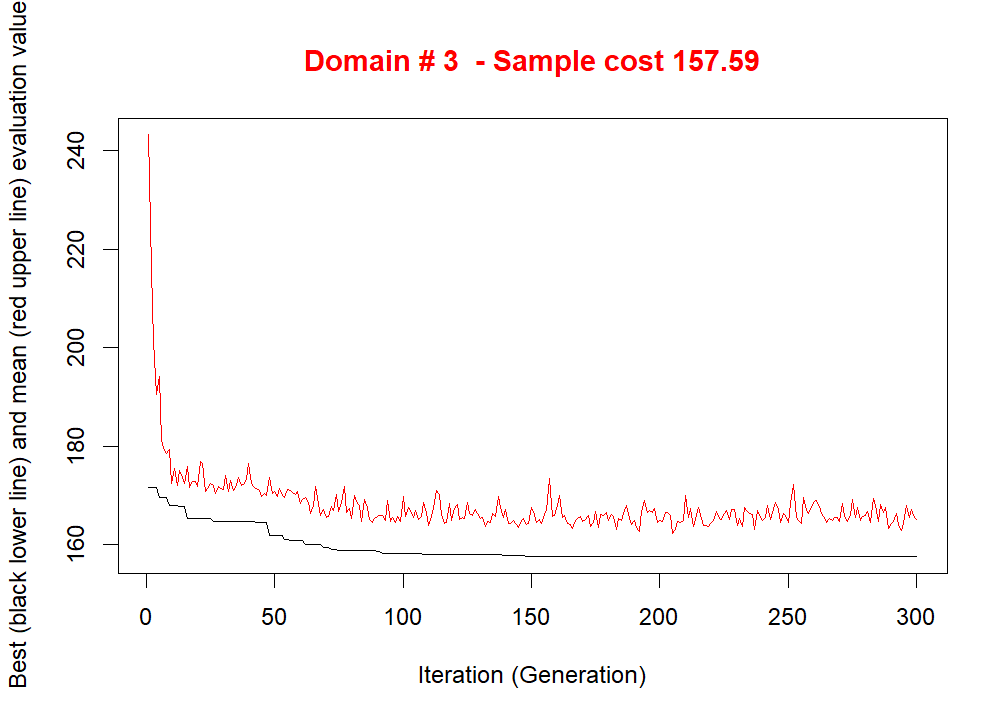 Domain # 3  - Sample cost 157.59
Best (black lower line) and mean (red upper line) evaluation value
240
220
200
180
160
0 50 100 150 200 250 300
Iteration (Generation)